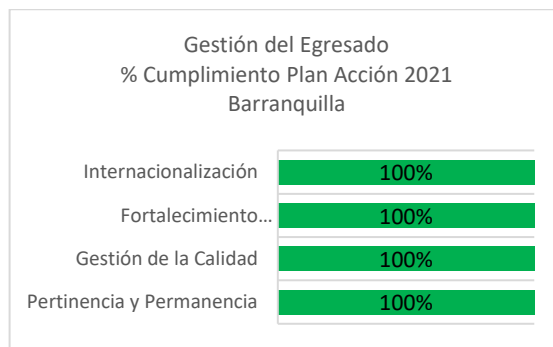 Gestión del Egresado
% Cumplimiento Plan Acción 2021
Barranquilla
Internacionalización 100%
Fortalecimiento... 100%
Gestión de la Calidad 100%
Pertinencia y Permanencia 100%